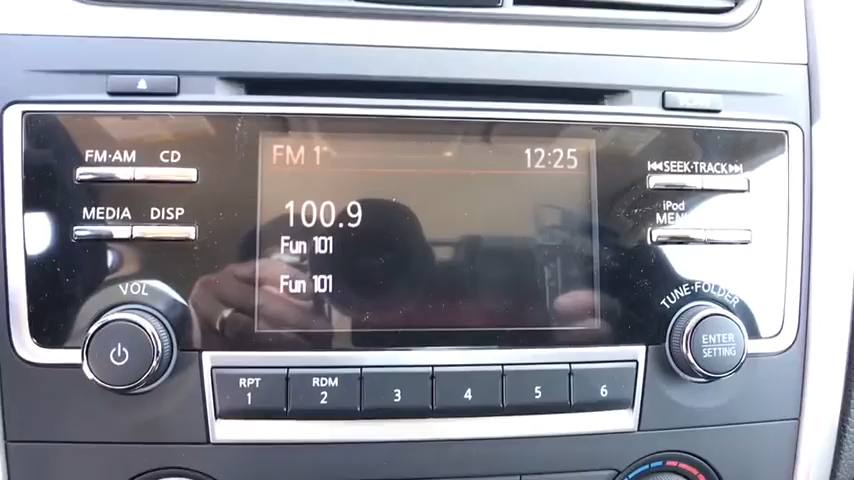 FM·AM CD
MEDIA DISP
VOL
FM 1 12:25
100.9
Fun 101
Fun 101
SEEK·TRACK
iPod
MENU
TUNE·FOLDER
ENTER
SETTING
RPT RDM
1 2 3 4 5 6